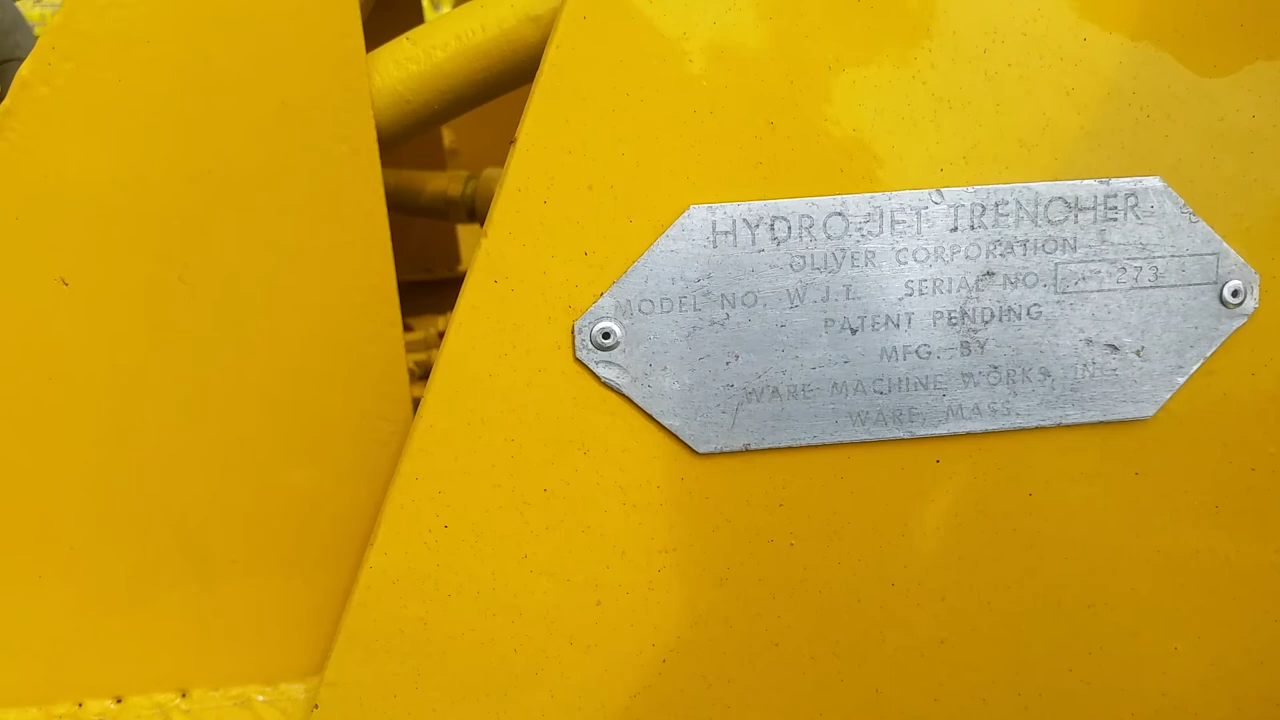 HYDRO-JET TRENCHER
OLIVER CORPORATION
MODEL NO. W.J.T. SERIAL NO. 273
PATENT PENDING
MFG. BY
WARE MACHINE WORKS, INC.
WARE, MASS.